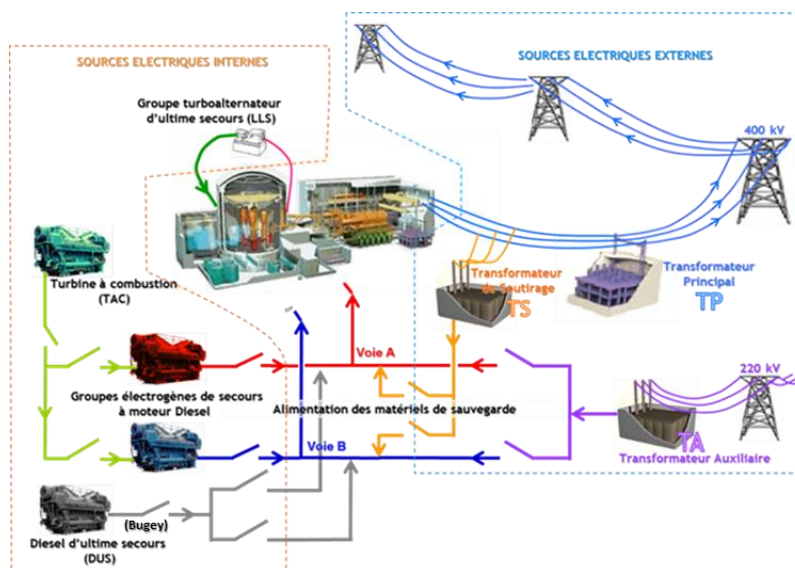 SOURCES ELECTRIQUES INTERNES
SOURCES ELECTRIQUES EXTERNES
Groupe turboalternateur
d'ultime secours (LLS)
400 kV
Turbine à combustion
(TAC)
Transformateur
de Soutirage
TS
Transformateur
Principal
TP
Voie A
Groupes électrogènes de secours
à moteur Diesel
Alimentation des matériels de sauvegarde
220 kV
Voie B
TA
Transformateur Auxiliaire
(Bugey)
Diesel d'ultime secours
(DUS)